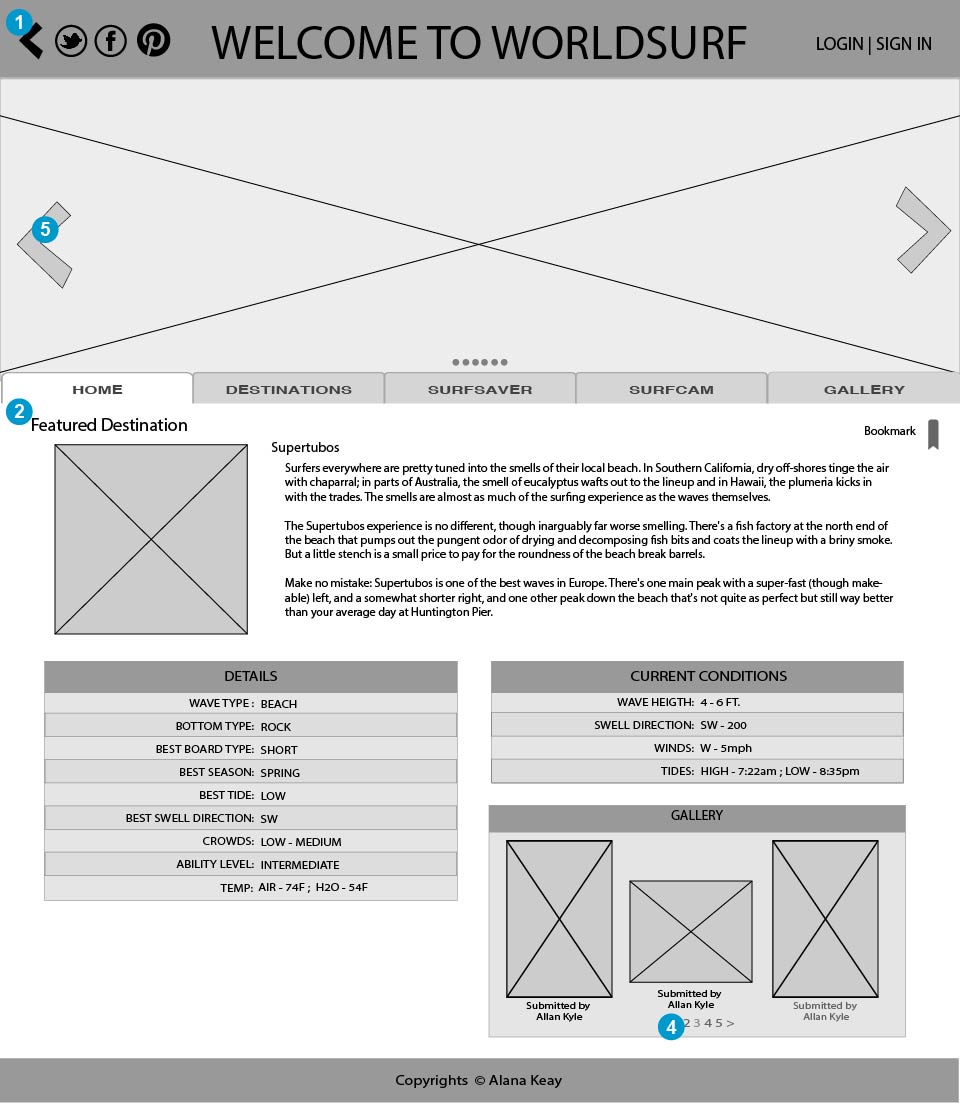 1
WELCOME TO WORLDSURF
LOGIN | SIGN IN
5
HOME
DESTINATIONS
SURFSAVER
SURFCAM
GALLERY
2
Featured Destination
Bookmark
Supertubos
Surfers everywhere are pretty tuned into the smells of their local beach. In Southern California, dry off-shores tinge the air
with chaparral; in parts of Australia, the smell of eucalyptus wafts out to the lineup and in Hawaii, the plumeria kicks in
with the trades. The smells are almost as much of the surfing experience as the waves themselves.
The Supertubos experience is no different, though inarguably far worse smelling. There's a fish factory at the north end of
the beach that pumps out the pungent odor of drying and decomposing fish bits and coats the lineup with a briny smoke.
But a little stench is a small price to pay for the roundness of the beach break barrels.
Make no mistake: Supertubos is one of the best waves in Europe. There's one main peak with a super-fast (though make-
able) left, and a somewhat shorter right, and one other peak down the beach that's not quite as perfect but still way better
than your average day at Huntington Pier.
DETAILS
WAVE TYPE : BEACH
BOTTOM TYPE: ROCK
BEST BOARD TYPE: SHORT
BEST SEASON: SPRING
BEST TIDE: LOW
BEST SWELL DIRECTION: SW
CROWDS: LOW - MEDIUM
ABILITY LEVEL: INTERMEDIATE
TEMP: AIR - 74F ; H2O - 54F
CURRENT CONDITIONS
WAVE HEIGTH: 4 - 6 FT.
SWELL DIRECTION: SW - 200
WINDS: W - 5mph
TIDES: HIGH - 7:22am ; LOW - 8:35pm
GALLERY
Submitted by
Allan Kyle
Submitted by
Allan Kyle
Submitted by
Allan Kyle
4
2 3 4 5 >
Copyrights © Alana Keay